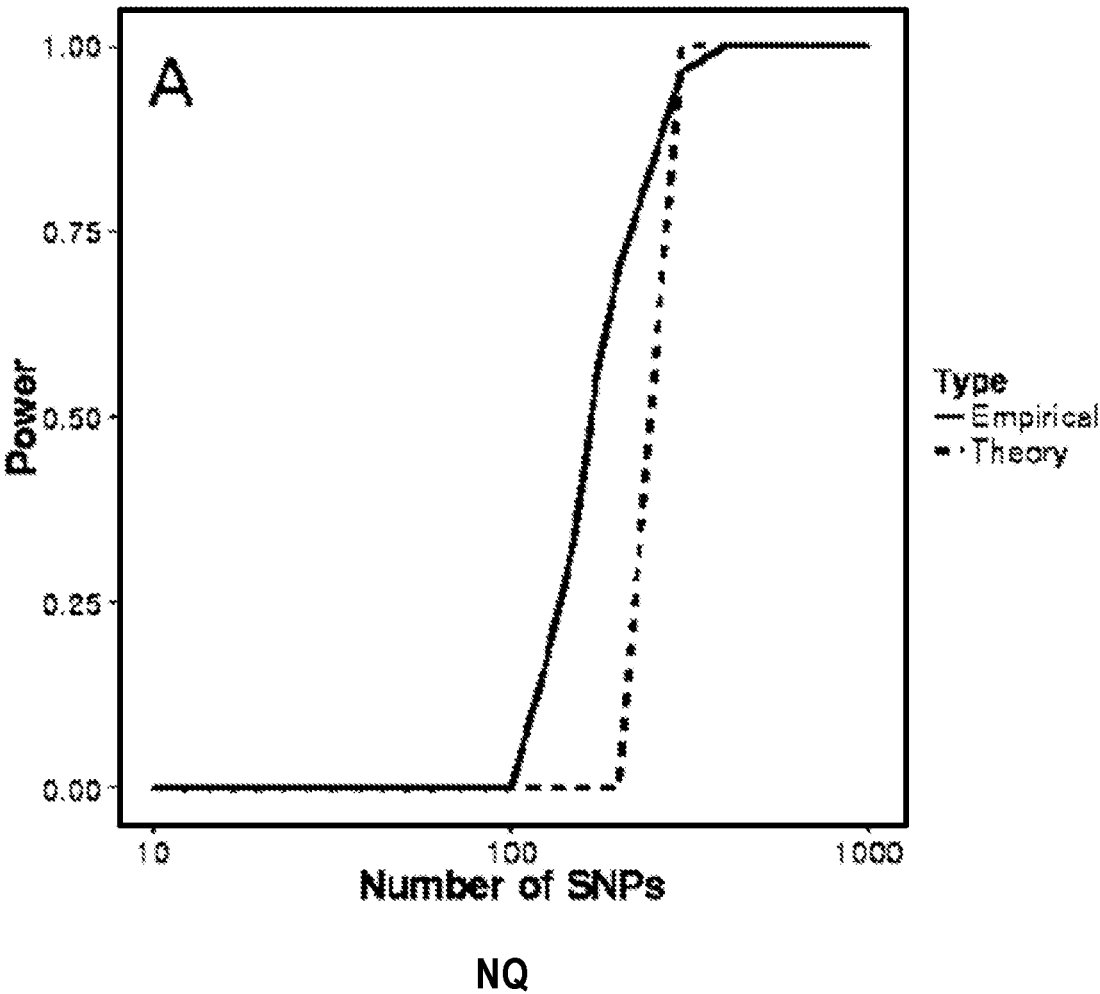 A
1.00
0.75
0.50
0.25
0.00
Power
10
100
1000
Number of SNPs
Type
Empirical
Theory
NQ